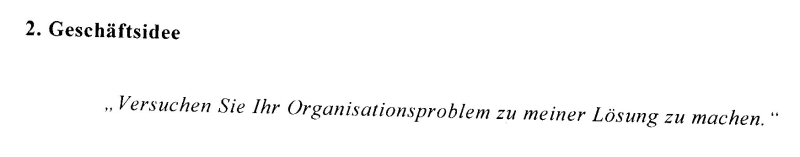 2. Geschäftsidee
„Versuchen Sie Ihr Organisationsproblem zu meiner Lösung zu machen.“